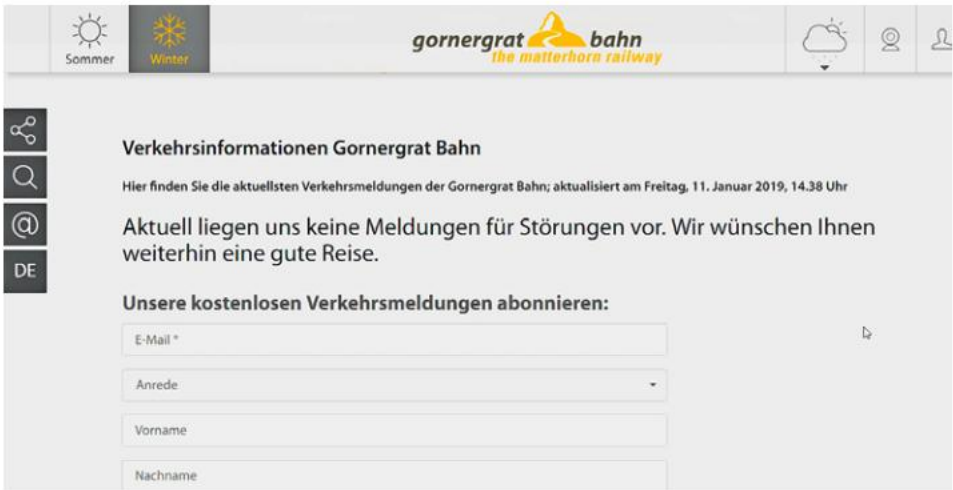 Sommer
Winter
gornergrat bahn
the matterhorn railway
Verkehrsinformationen Gornergrat Bahn
Hier finden Sie die aktuellsten Verkehrsmeldungen der Gornergrat Bahn; aktualisiert am Freitag, 11. Januar 2019, 14.38 Uhr
@
Aktuell liegen uns keine Meldungen für Störungen vor. Wir wünschen Ihnen
weiterhin eine gute Reise.
DE
Unsere kostenlosen Verkehrsmeldungen abonnieren:
E-Mail *
Anrede
Vorname
Nachname